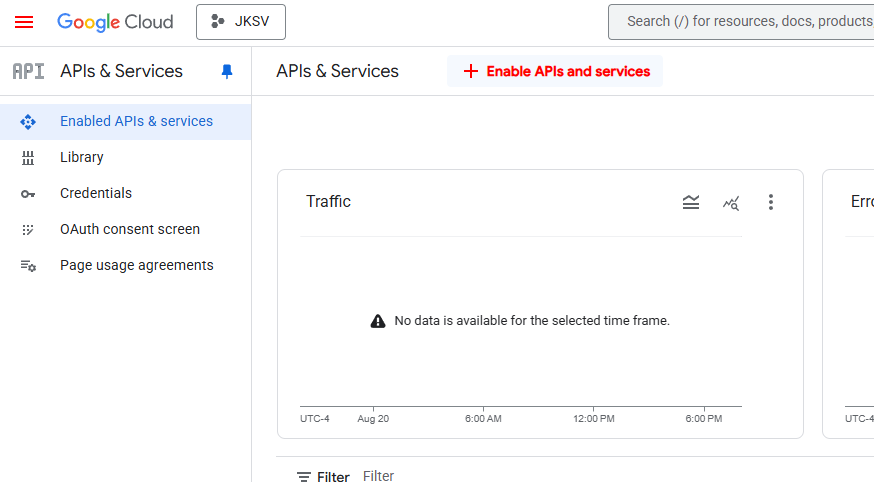 Google Cloud
JKSV
Search (/) for resources, docs, products,
API
APIs & Services
APIs & Services
Enable APIs and services
Enabled APIs & services
Library
Credentials
OAuth consent screen
Page usage agreements
Traffic
No data is available for the selected time frame.
UTC-4 Aug 20 6:00 AM 12:00 PM 6:00 PM
Erro
UTC-4
Filter Filter